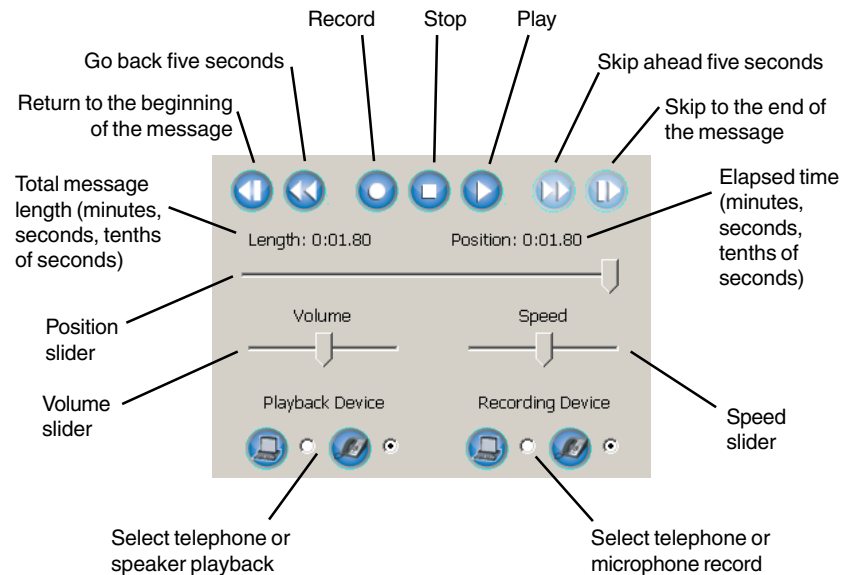 Record
Stop
Play
Go back five seconds
Skip ahead five seconds
Return to the beginning
of the message
Skip to the end of
the message
Total message
length (minutes,
seconds, tenths
of seconds)
Elapsed time
(minutes,
seconds,
tenths of
seconds)
Length: 0:01.80
Position: 0:01.80
Position
slider
Volume
Speed
Volume
slider
Playback Device
Recording Device
Speed
slider
Select telephone or
speaker playback
Select telephone or
microphone record